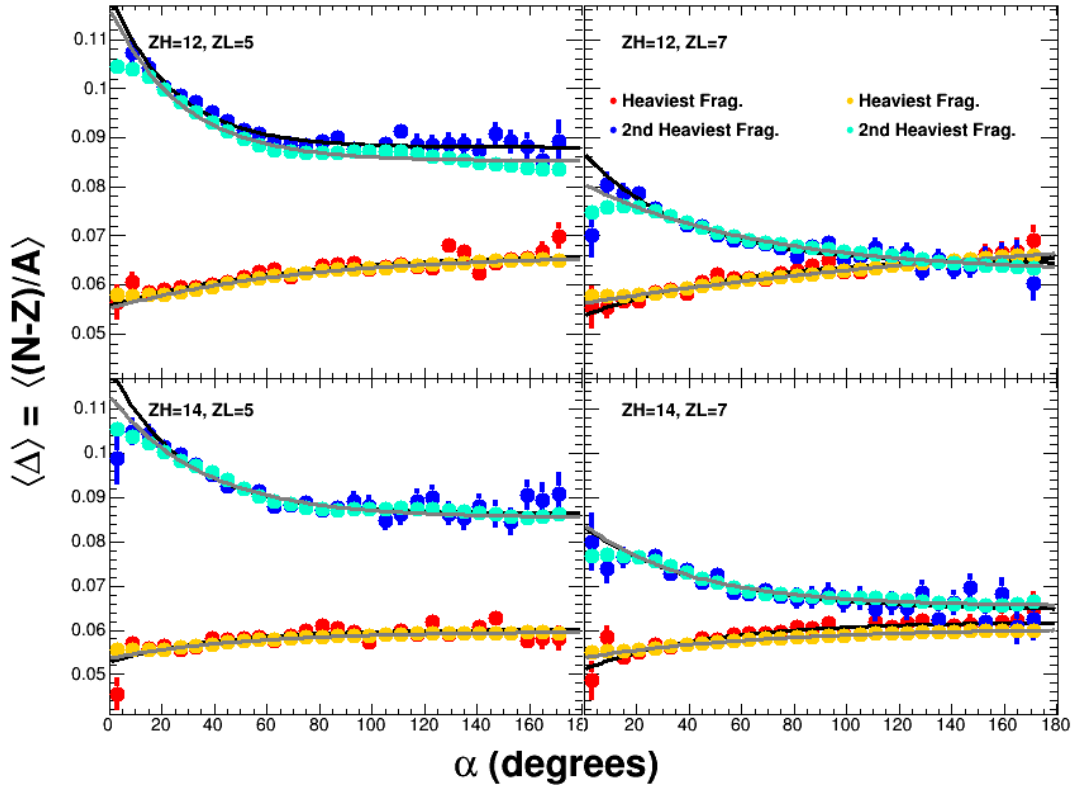 ⟨Δ⟩ = ⟨(N-Z)/A⟩
ZH=12, ZL=5
0.11
0.1
0.09
0.08
0.07
0.06
0.05
ZH=12, ZL=7
Heaviest Frag.
Heaviest Frag.
2nd Heaviest Frag.
2nd Heaviest Frag.
ZH=14, ZL=5
0.11
0.1
0.09
0.08
0.07
0.06
0.05
ZH=14, ZL=7
0 20 40 60 80 100 120 140 160 18
0 20 40 60 80 100 120 140 160 180
α (degrees)